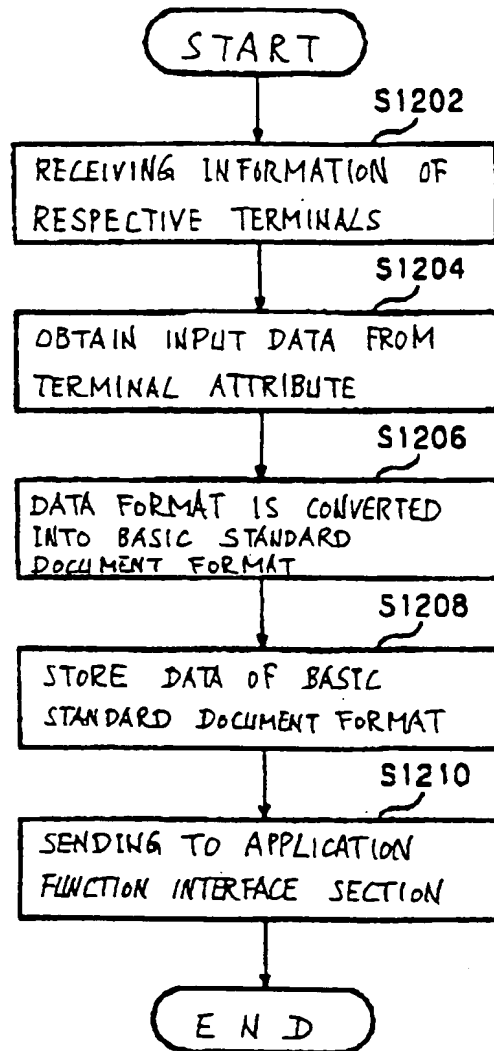 START
S1202
RECEIVING INFORMATION OF
RESPECTIVE TERMINALS
S1204
OBTAIN INPUT DATA FROM
TERMINAL ATTRIBUTE
S1206
DATA FORMAT IS CONVERTED
INTO BASIC STANDARD
DOCUMENT FORMAT
S1208
STORE DATA OF BASIC
STANDARD DOCUMENT FORMAT
S1210
SENDING TO APPLICATION
FUNCTION INTERFACE SECTION
END